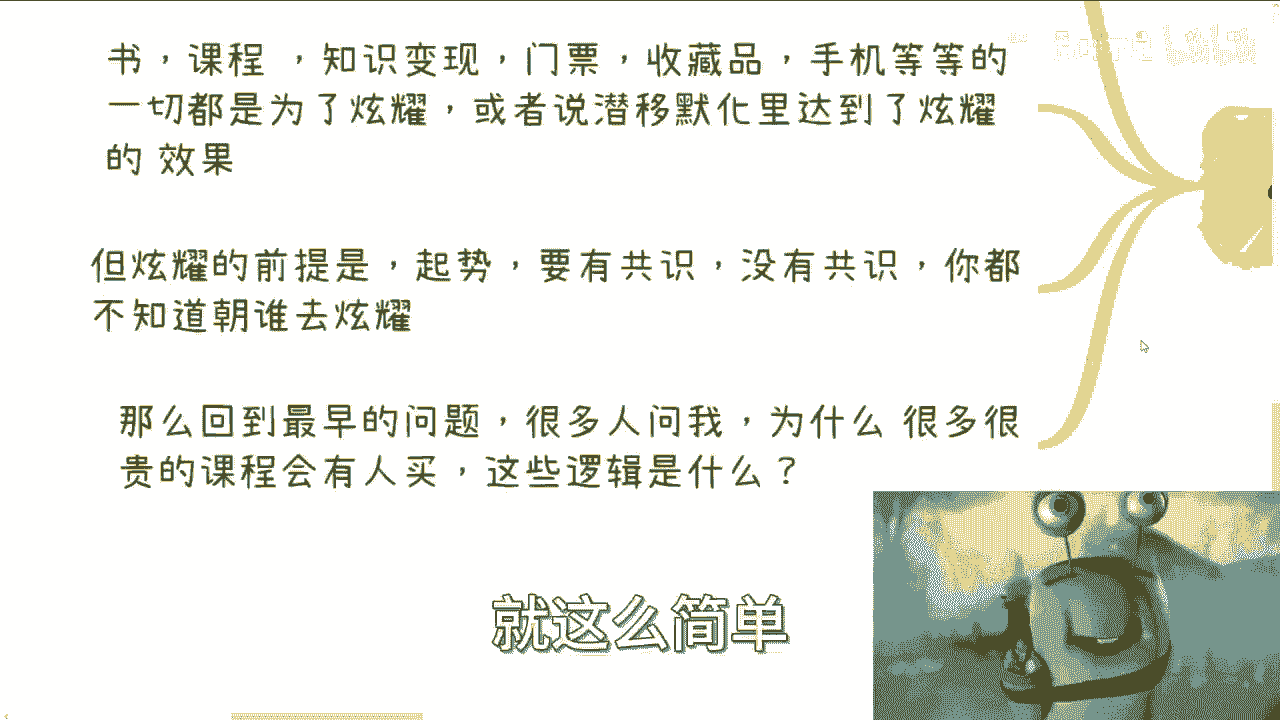 书，课程 ，知识变现，门票，收藏品，手机等等的
一切都是为了炫耀，或者说潜移默化里达到了炫耀
的 效果
但炫耀的前提是，起势，要有共识，没有共识，你都
不知道朝谁去炫耀
那么回到最早的问题，很多人问我，为什么 很多很
贵的课程会有人买，这些逻辑是什么？
就这么简单